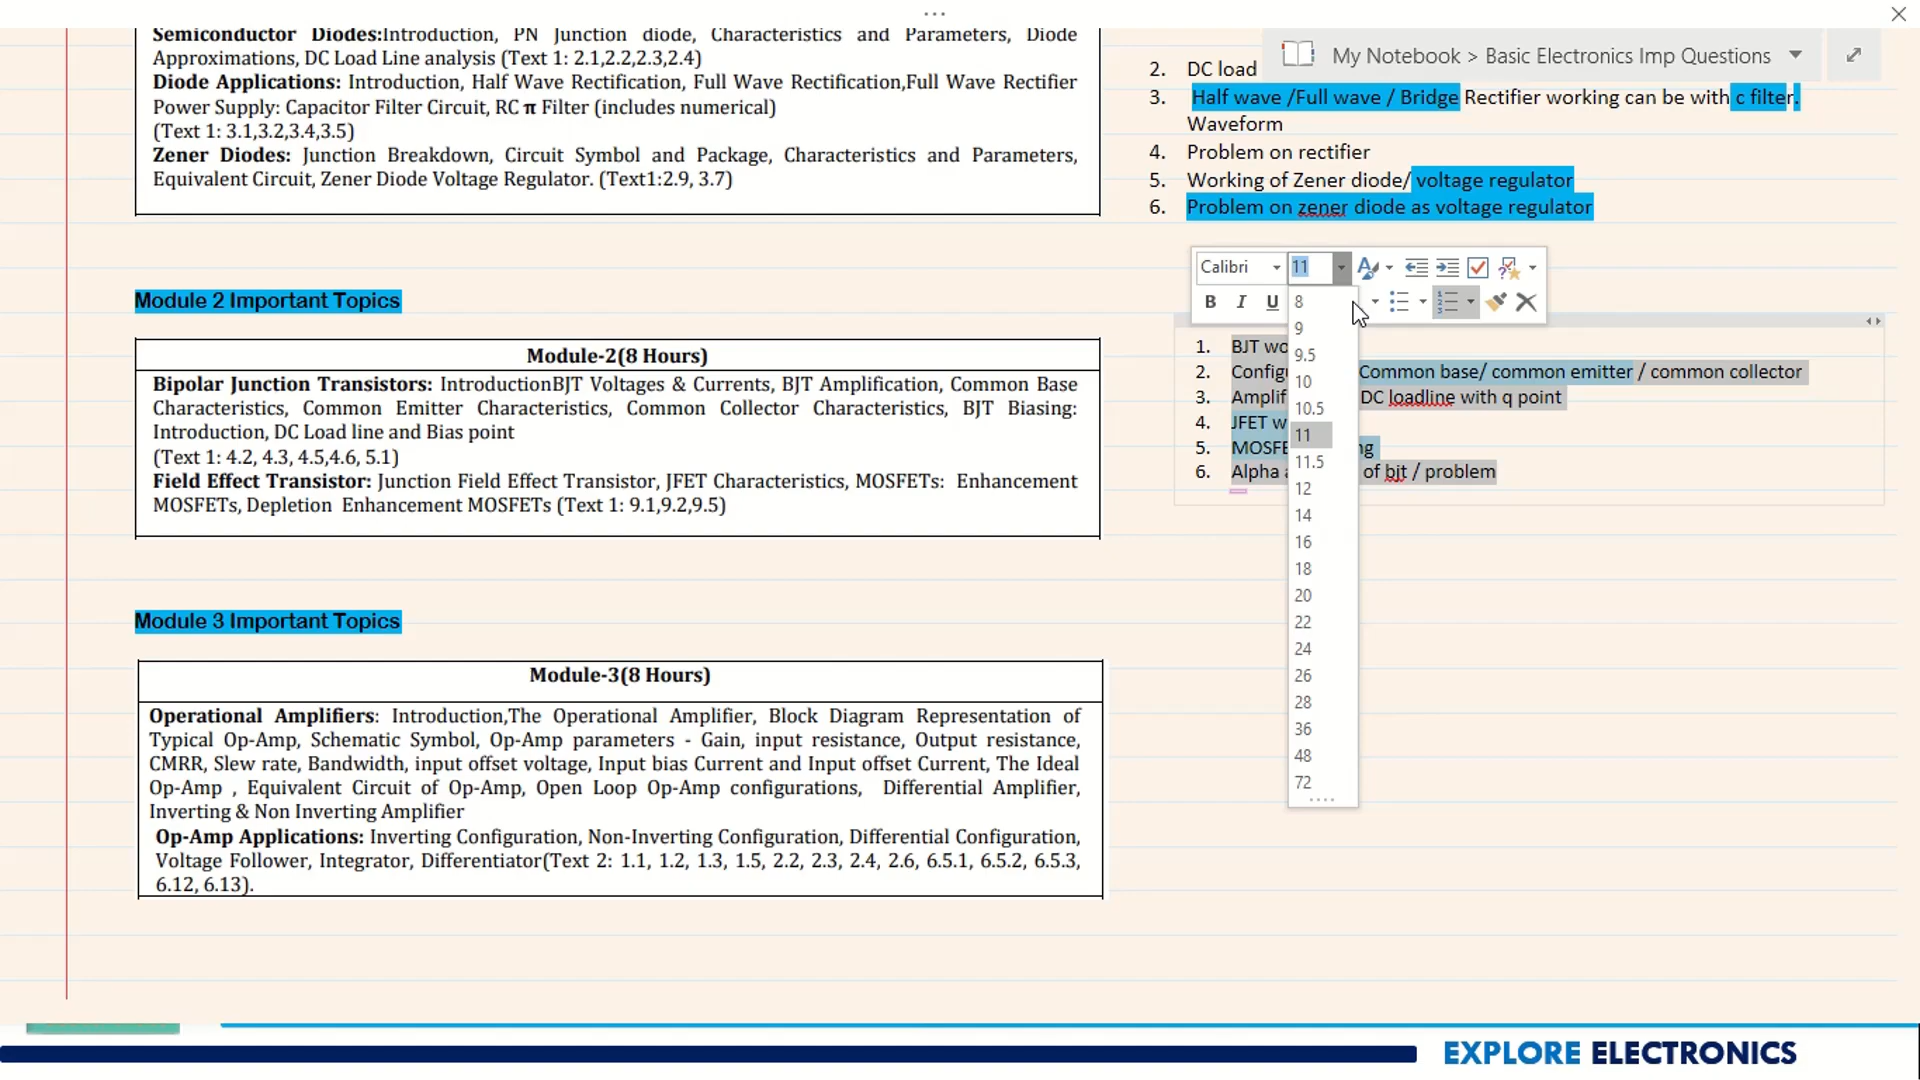 Semiconductor Diodes:Introduction, PN Junction diode, Characteristics and Parameters, Diode
Approximations, DC Load Line analysis (Text 1: 2.1,2.2,2.3,2.4)
Diode Applications: Introduction, Half Wave Rectification, Full Wave Rectification,Full Wave Rectifier
Power Supply: Capacitor Filter Circuit, RC π Filter (includes numerical)
(Text 1: 3.1,3.2,3.4,3.5)
Zener Diodes: Junction Breakdown, Circuit Symbol and Package, Characteristics and Parameters,
Equivalent Circuit, Zener Diode Voltage Regulator. (Text1:2.9, 3.7)
My Notebook > Basic Electronics Imp Questions
2. DC load
3. Half wave /Full wave / Bridge Rectifier working can be with c filter.
Waveform
4. Problem on rectifier
5. Working of Zener diode/ voltage regulator
6. Problem on zener diode as voltage regulator
Calibri 11
B I U
8
9
9.5
10
10.5
11
11.5
12
14
16
18
20
22
24
26
28
36
48
72
1. BJT wo
2. Config Common base/ common emitter / common collector
3. Amplif DC loadline with q point
4. JFET w
5. MOSFE g
6. Alpha a of bjt / problem
Module 2 Important Topics
Module-2(8 Hours)
Bipolar Junction Transistors: IntroductionBJT Voltages & Currents, BJT Amplification, Common Base
Characteristics, Common Emitter Characteristics, Common Collector Characteristics, BJT Biasing:
Introduction, DC Load line and Bias point
(Text 1: 4.2, 4.3, 4.5,4.6, 5.1)
Field Effect Transistor: Junction Field Effect Transistor, JFET Characteristics, MOSFETs: Enhancement
MOSFETs, Depletion Enhancement MOSFETs (Text 1: 9.1,9.2,9.5)
Module 3 Important Topics
Module-3(8 Hours)
Operational Amplifiers: Introduction,The Operational Amplifier, Block Diagram Representation of
Typical Op-Amp, Schematic Symbol, Op-Amp parameters - Gain, input resistance, Output resistance,
CMRR, Slew rate, Bandwidth, input offset voltage, Input bias Current and Input offset Current, The Ideal
Op-Amp , Equivalent Circuit of Op-Amp, Open Loop Op-Amp configurations, Differential Amplifier,
Inverting & Non Inverting Amplifier
Op-Amp Applications: Inverting Configuration, Non-Inverting Configuration, Differential Configuration,
Voltage Follower, Integrator, Differentiator(Text 2: 1.1, 1.2, 1.3, 1.5, 2.2, 2.3, 2.4, 2.6, 6.5.1, 6.5.2, 6.5.3,
6.12, 6.13).
EXPLORE ELECTRONICS